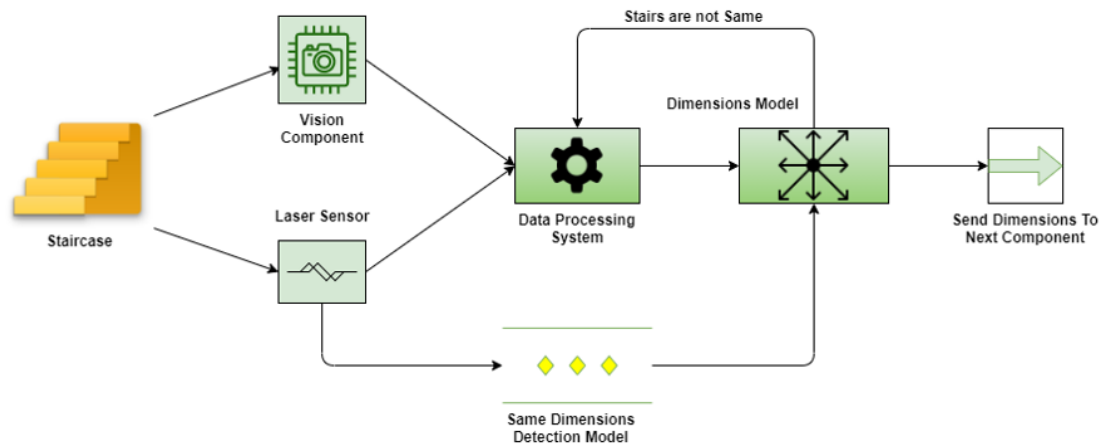 Stairs are not Same
Vision
Component
Dimensions Model
Staircase
Laser Sensor
Data Processing
System
Send Dimensions To
Next Component
Same Dimensions
Detection Model